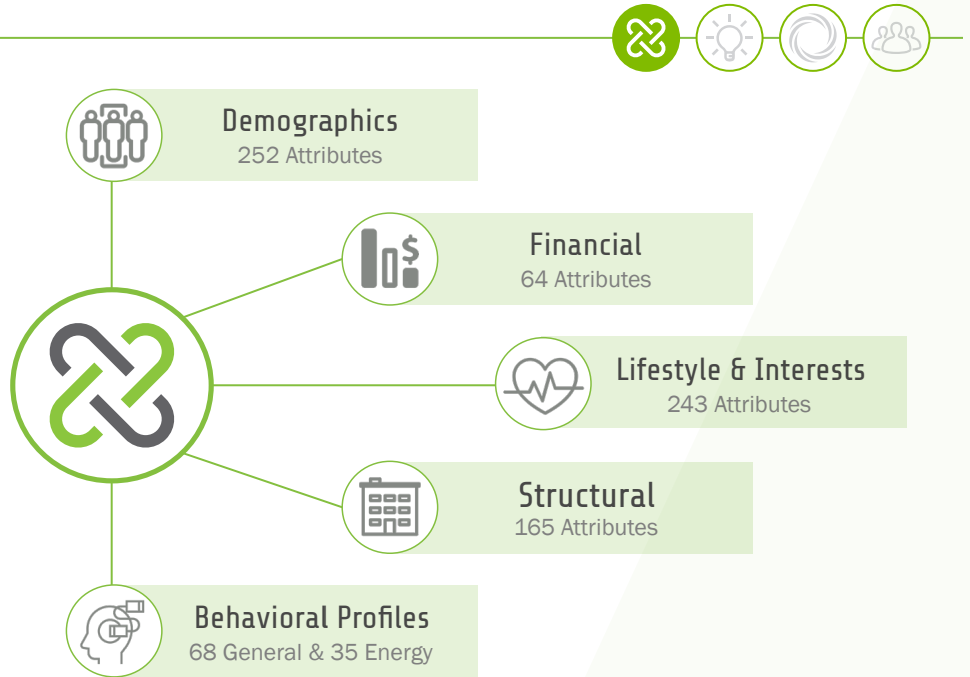 Demographics
252 Attributes
Financial
64 Attributes
Lifestyle & Interests
243 Attributes
Structural
165 Attributes
Behavioral Profiles
68 General & 35 Energy